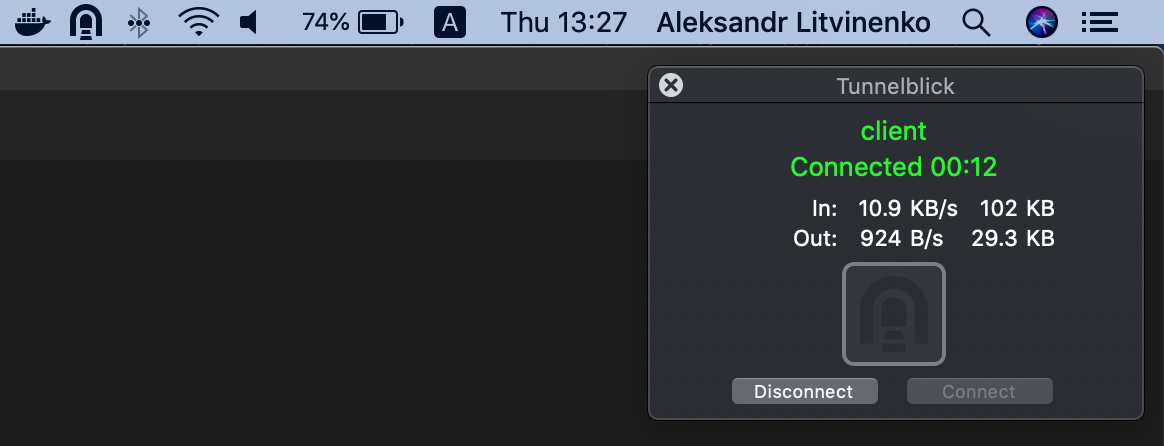 74% A Thu 13:27 Aleksandr Litvinenko
Tunnelblick
client
Connected 00:12
In: 10.9 KB/s 102 KB
Out: 924 B/s 29.3 KB
Disconnect Connect